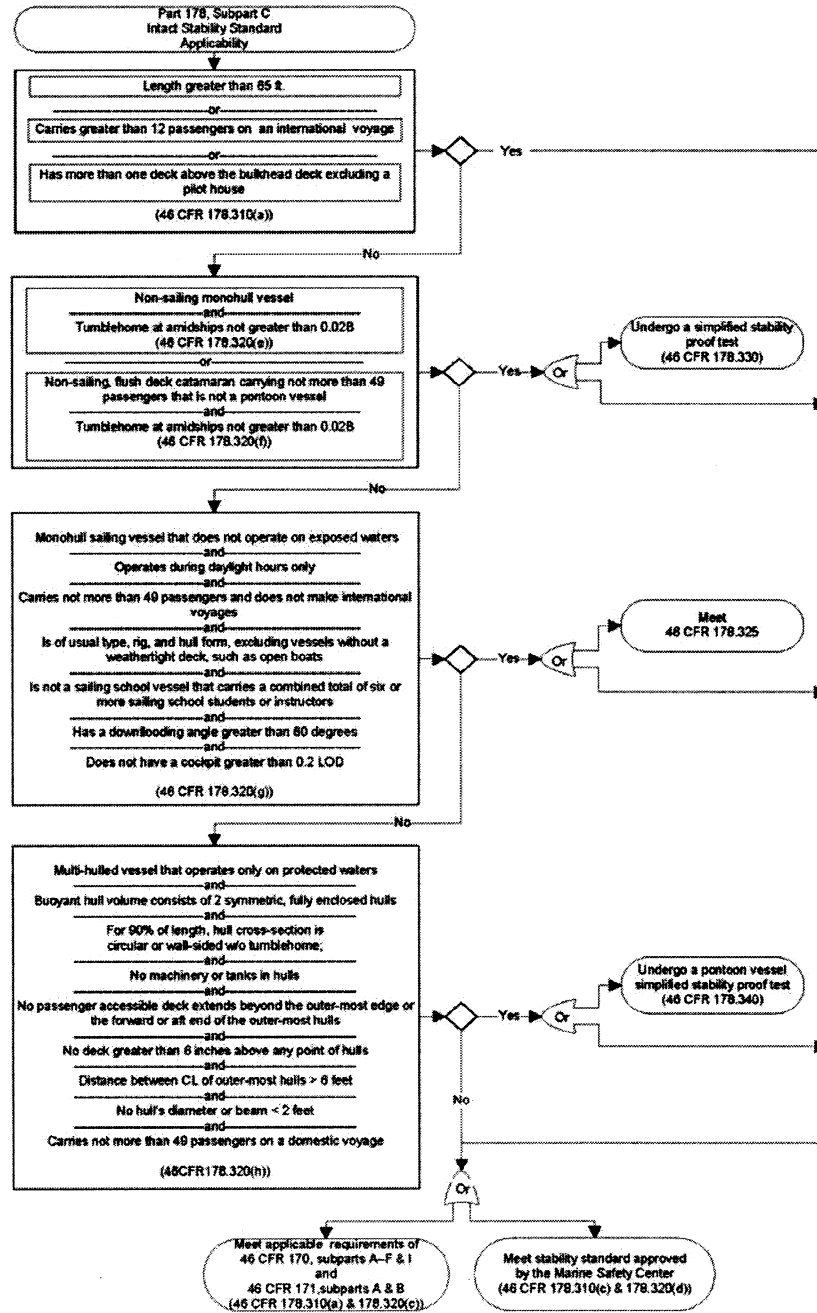 Part 178, Subpart C
Intact Stability Standard
Applicability
Length greater than 65 ft.
or
Carries greater than 12 passengers on an international voyage
or
Has more than one deck above the bulkhead deck excluding a
pilot house
(46 CFR 178.310(a))
Yes
No
Non-sailing monohull vessel
and
Tumblehome at amidships not greater than 0.02B
(46 CFR 178.320(e))
or
Non-sailing, flush deck catamaran carrying not more than 49
passengers that is not a pontoon vessel
and
Tumblehome at amidships not greater than 0.02B
(46 CFR 178.320(f))
Yes
Or
Undergo a simplified stability
proof test
(46 CFR 178.330)
No
Monohull sailing vessel that does not operate on exposed waters
and
Operates during daylight hours only
and
Carries not more than 49 passengers and does not make international
voyages
and
Is of usual type, rig, and hull form, excluding vessels without a
weathertight deck, such as open boats
and
Is not a sailing school vessel that carries a combined total of six or
more sailing school students or instructors
and
Has a downflooding angle greater than 60 degrees
and
Does not have a cockpit greater than 0.2 LOD
(46 CFR 178.320(g))
Yes
Or
Meet
46 CFR 178.325
No
Multi-hulled vessel that operates only on protected waters
and
Buoyant hull volume consists of 2 symmetric, fully enclosed hulls
and
For 90% of length, hull cross-section is
circular or wall-sided w/o tumblehome;
and
No machinery or tanks in hulls
and
No passenger accessible deck extends beyond the outer-most edge or
the forward or aft end of the outer-most hulls
and
No deck greater than 6 inches above any point of hulls
and
Distance between CL of outer-most hulls > 6 feet
and
No hull's diameter or beam < 2 feet
and
Carries not more than 49 passengers on a domestic voyage
(46CFR178.320(h))
Yes
Or
Undergo a pontoon vessel
simplified stability proof test
(46 CFR 178.340)
No
Or
Meet applicable requirements of
46 CFR 170, subparts A–F & I
and
46 CFR 171,subparts A & B
(46 CFR 178.310(a) & 178.320(c))
Meet stability standard approved
by the Marine Safety Center
(46 CFR 178.310(c) & 178.320(d))